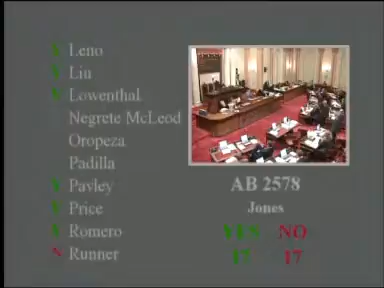 Y Leno
Y Liu
Y Lowenthal
Negrete McLeod
Oropeza
Padilla
Y Pavley
Y Price
Y Romero
N Runner
AB 2578
Jones
YES NO
17 17